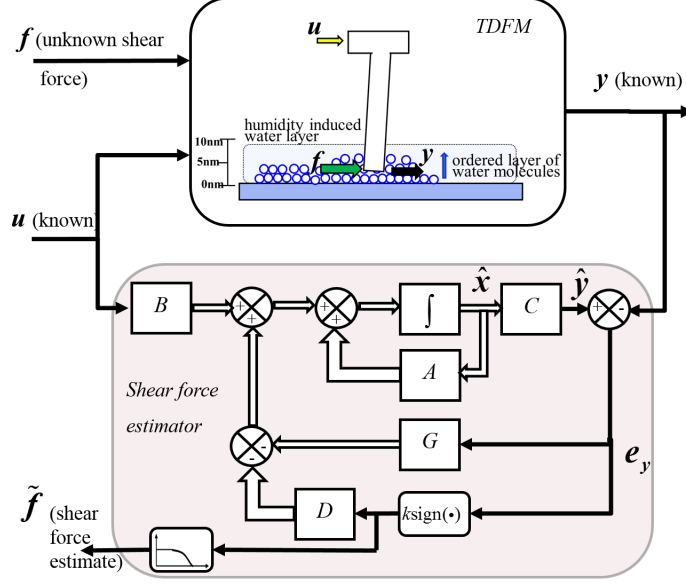 f (unknown shear
force)
u
TDFM
y (known)
humidity induced
water layer
10nm
5nm
0nm
f
y
ordered layer of
water molecules
u (known)
B
+
+
+
+
∫
x̂
C
ŷ
+
-
A
Shear force
estimator
-
-
G
e_y
D
ksign(•)
f̃ (shear
force
estimate)